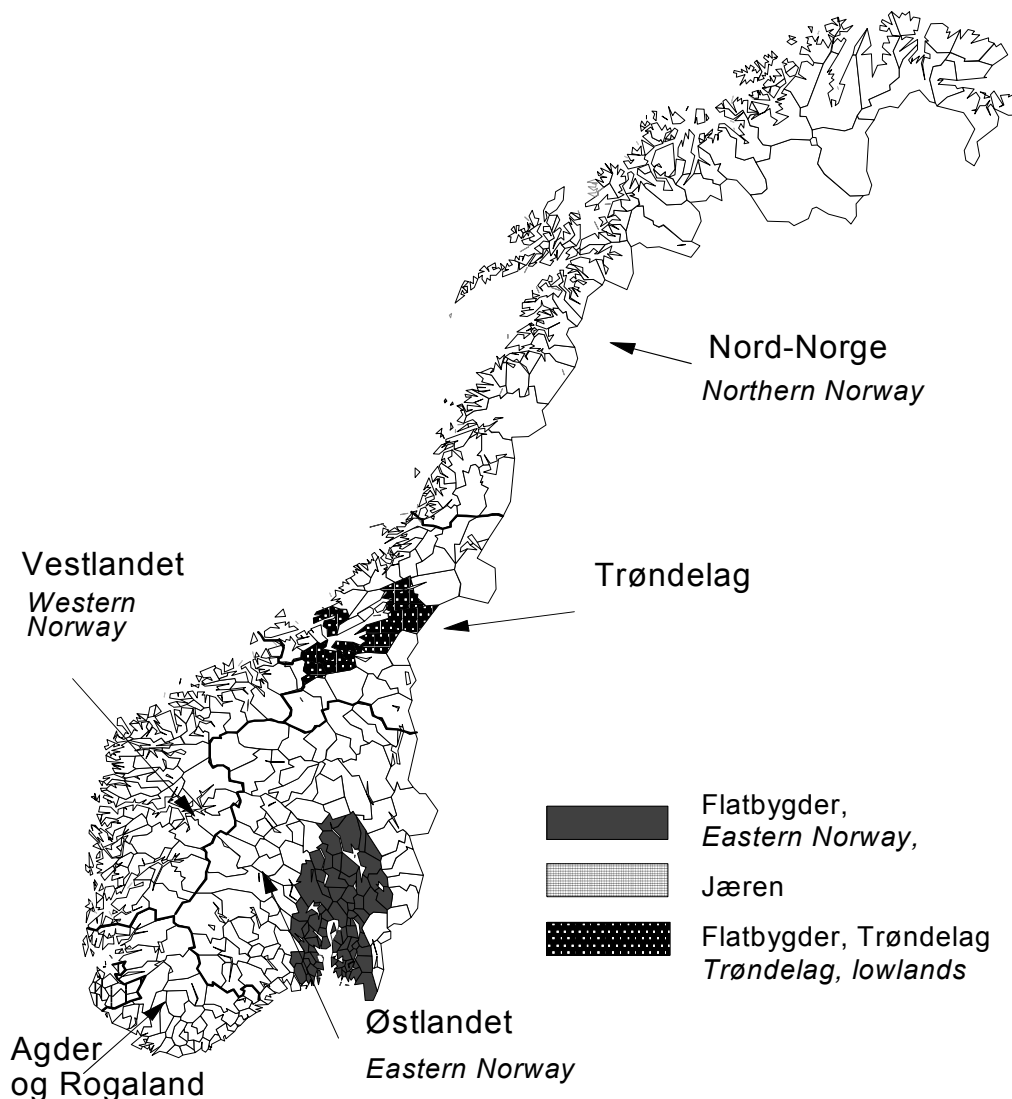 Nord-Norge
Northern Norway
Vestlandet
Western
Norway
Trøndelag
Flatbygder,
Eastern Norway,
Jæren
Flatbygder, Trøndelag
Trøndelag, lowlands
Østlandet
Eastern Norway
Agder
og Rogaland